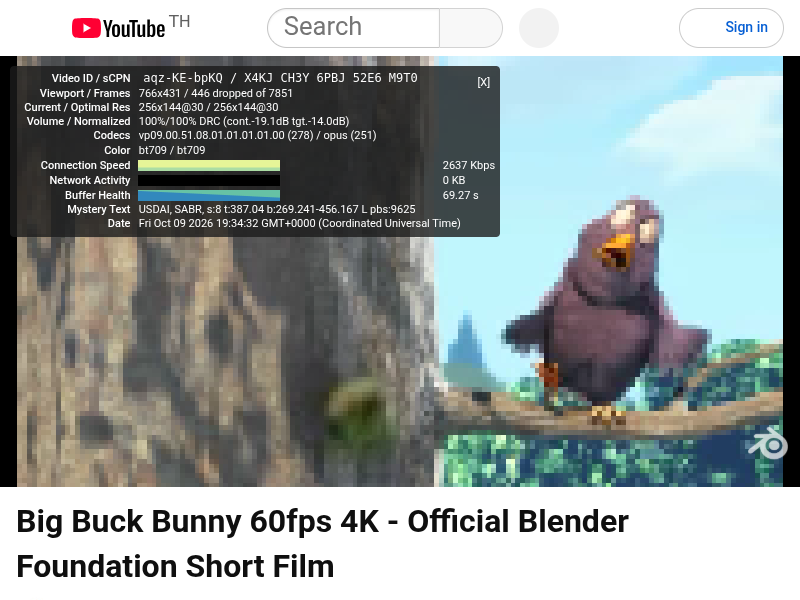 YouTube TH
Search
Sign in
Video ID / sCPN aqz-KE-bpKQ / X4KJ CH3Y 6PBJ 52E6 M9T0
[X]
Viewport / Frames 766x431 / 446 dropped of 7851
Current / Optimal Res 256x144@30 / 256x144@30
Volume / Normalized 100%/100% DRC (cont.-19.1dB tgt.-14.0dB)
Codecs vp09.00.51.08.01.01.01.01.00 (278) / opus (251)
Color bt709 / bt709
Connection Speed 2637 Kbps
Network Activity 0 KB
Buffer Health 69.27 s
Mystery Text USDAI, SABR, s:8 t:387.04 b:269.241-456.167 L pbs:9625
Date Fri Oct 09 2026 19:34:32 GMT+0000 (Coordinated Universal Time)
Big Buck Bunny 60fps 4K - Official Blender
Foundation Short Film